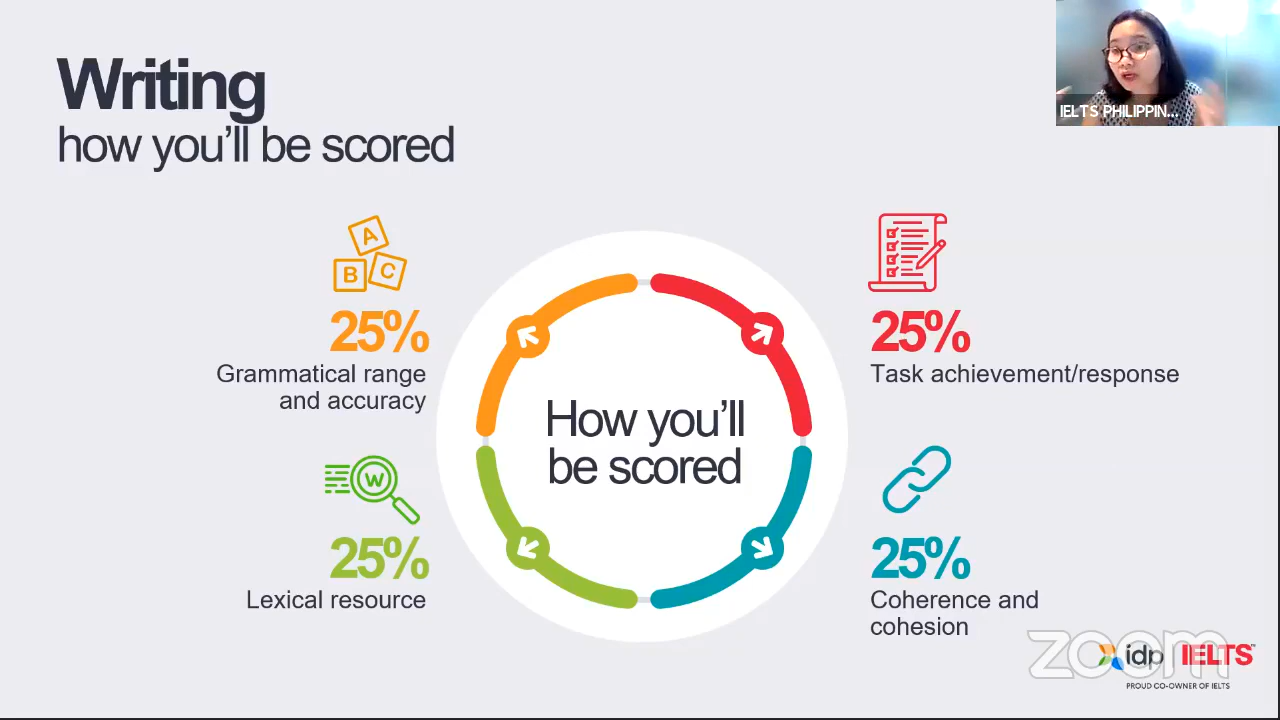 Writing
how you'll be scored
IELTS PHILIPPIN...
A
B
C
25%
Grammatical range
and accuracy
25%
Task achievement/response
How you'll
be scored
W
25%
Lexical resource
25%
Coherence and
cohesion
zoom
idp IELTS™
PROUD CO-OWNER OF IELTS